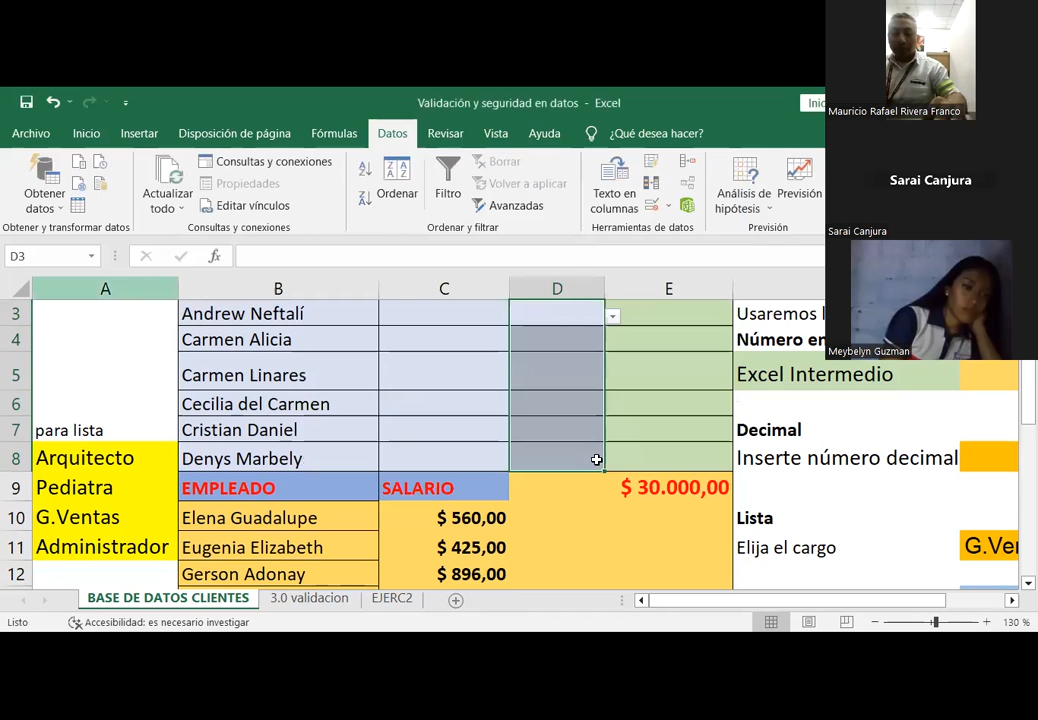 Validación y seguridad en datos - Excel
Archivo Inicio Insertar Disposición de página Fórmulas Datos Revisar Vista Ayuda ¿Qué desea hacer?
Obtener datos
Actualizar todo
Consultas y conexiones
Propiedades
Editar vínculos
Ordenar
Filtro
Borrar
Volver a aplicar
Avanzadas
Texto en columnas
Análisis de hipótesis
Previsión
Obtener y transformar datos Consultas y conexiones Ordenar y filtrar Herramientas de datos Previsión
D3 fx
A B C D E
3 Andrew Neftalí Usaremos
4 Carmen Alicia Número en
5 Carmen Linares Excel Intermedio
6 Cecilia del Carmen
7 para lista Cristian Daniel Decimal
8 Arquitecto Denys Marbely Inserte número decimal
9 Pediatra EMPLEADO SALARIO $ 30.000,00
10 G.Ventas Elena Guadalupe $ 560,00 Lista
11 Administrador Eugenia Elizabeth $ 425,00 Elija el cargo G.Ver
12 Gerson Adonay $ 896,00
BASE DE DATOS CLIENTES 3.0 validacion EJERC2
Listo Accesibilidad: es necesario investigar 130 %
Mauricio Rafael Rivera Franco
Sarai Canjura
Sarai Canjura
Meybelyn Guzman